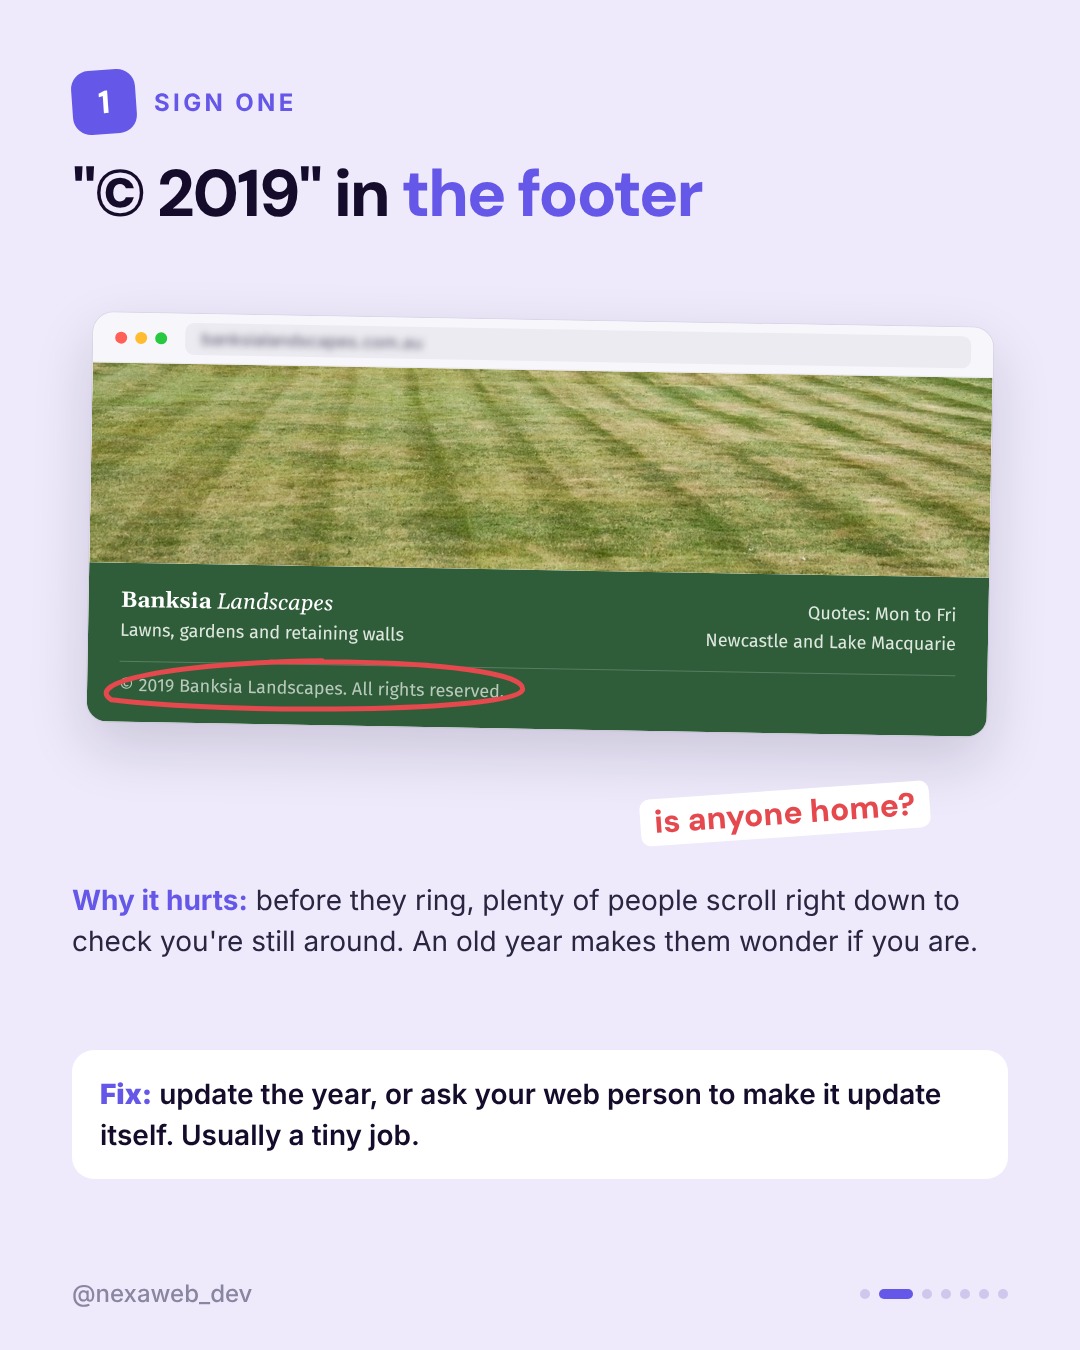 1
SIGN ONE
"© 2019" in the footer
banksialandscapes.com.au
Banksia Landscapes
Lawns, gardens and retaining walls
Quotes: Mon to Fri
Newcastle and Lake Macquarie
© 2019 Banksia Landscapes. All rights reserved.
is anyone home?
Why it hurts: before they ring, plenty of people scroll right down to
check you're still around. An old year makes them wonder if you are.
Fix: update the year, or ask your web person to make it update
itself. Usually a tiny job.
@nexaweb_dev